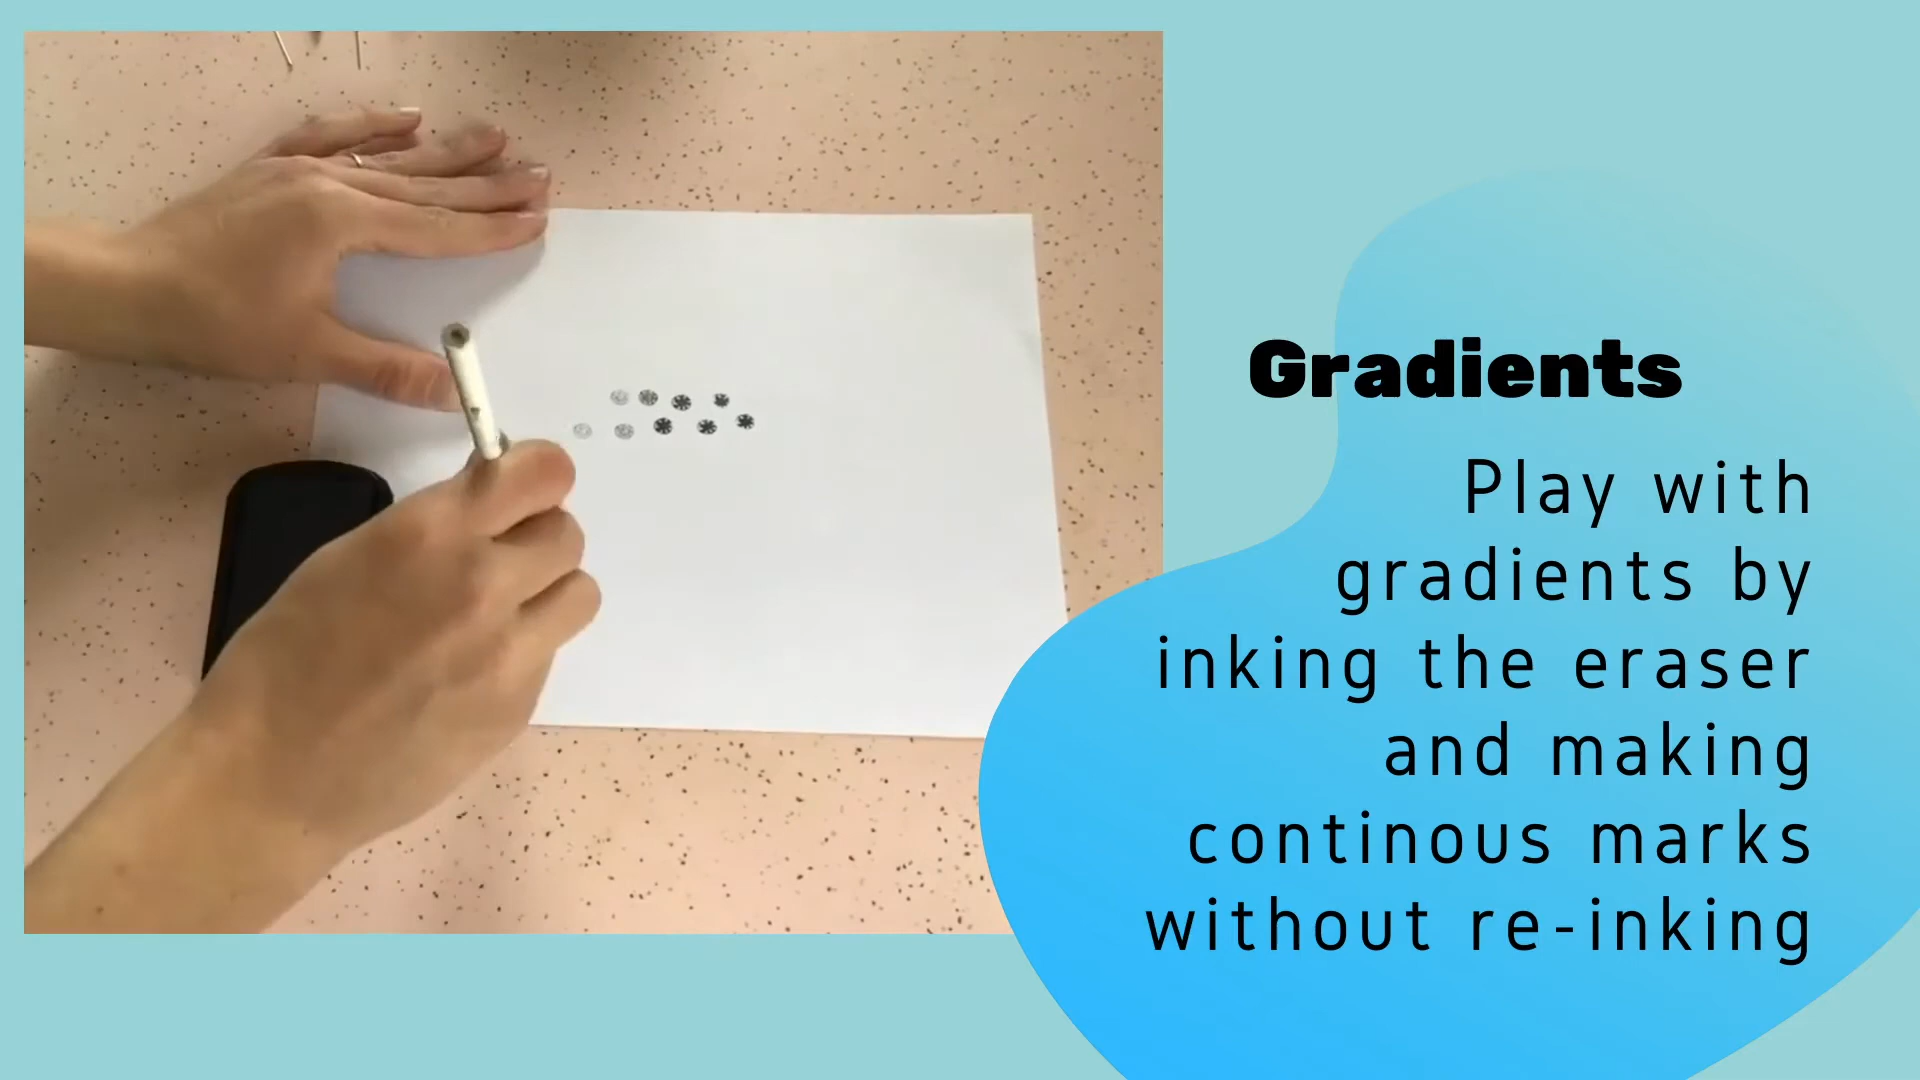 Gradients
Play with
gradients by
inking the eraser
and making
continous marks
without re-inking